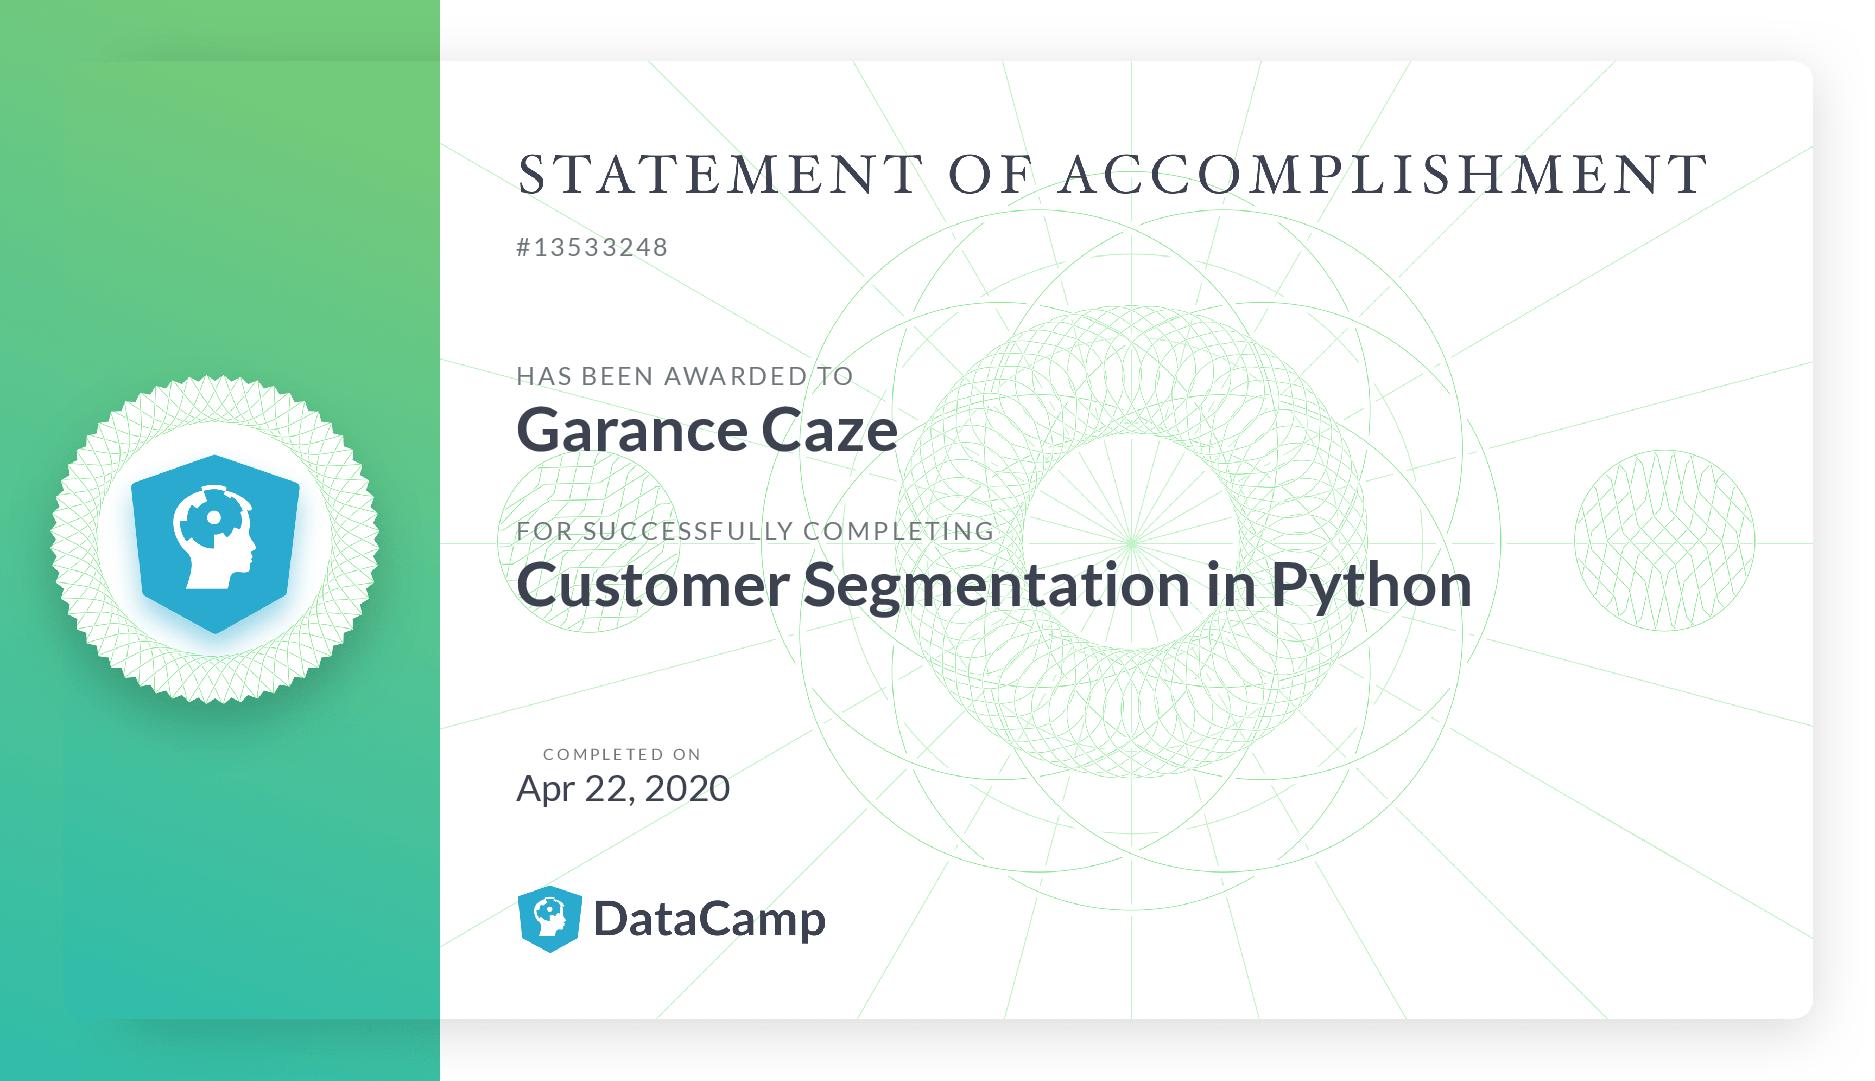 STATEMENT OF ACCOMPLISHMENT
#13533248
HAS BEEN AWARDED TO
Garance Caze
FOR SUCCESSFULLY COMPLETING
Customer Segmentation in Python
COMPLETED ON
Apr 22, 2020
DataCamp